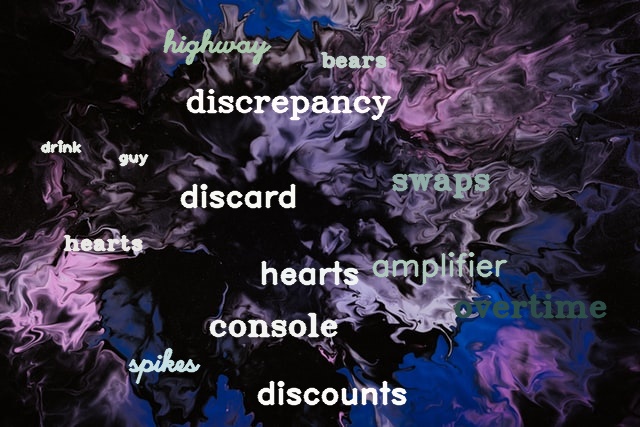 highway
bears
discrepancy
drink
guy
swaps
discard
hearts
amplifier
hearts
overtime
console
spikes
discounts